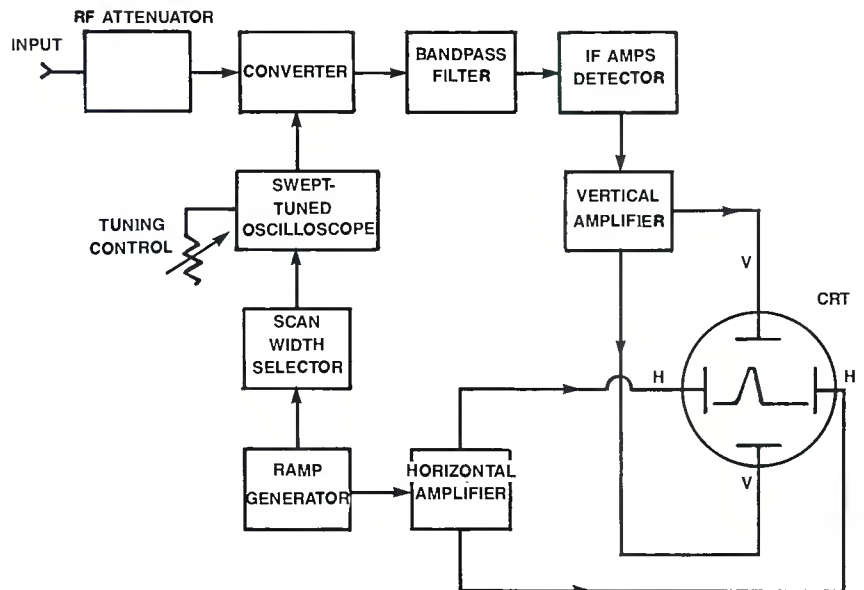 RF ATTENUATOR
INPUT
CONVERTER
BANDPASS
FILTER
IF AMPS
DETECTOR
SWEPT-
TUNED
OSCILLOSCOPE
TUNING
CONTROL
VERTICAL
AMPLIFIER
V
CRT
SCAN
WIDTH
SELECTOR
H
H
RAMP
GENERATOR
HORIZONTAL
AMPLIFIER
V